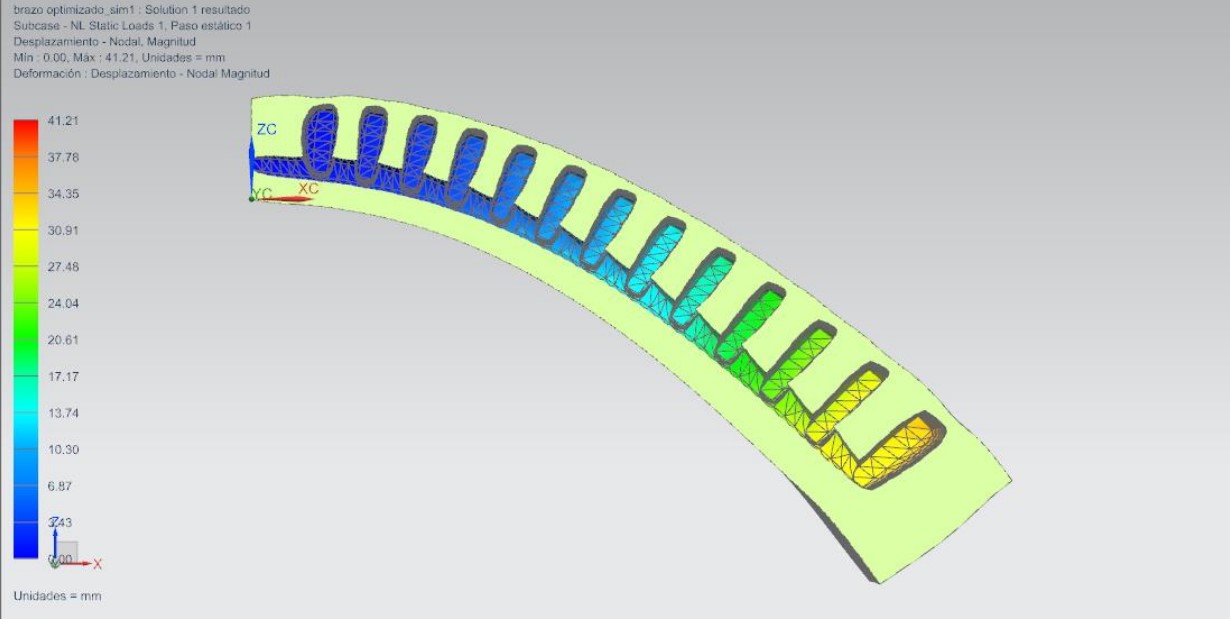 brazo optimizado_sim1 : Solution 1 resultado
Subcase - NL Static Loads 1, Paso estático 1
Desplazamiento - Nodal, Magnitud
Mín : 0.00, Máx : 41.21, Unidades = mm
Deformación : Desplazamiento - Nodal Magnitud
41.21
37.78
34.35
30.91
27.48
24.04
20.61
17.17
13.74
10.30
6.87
3.43
0.00
Unidades = mm
ZC
YC
XC
Z
X